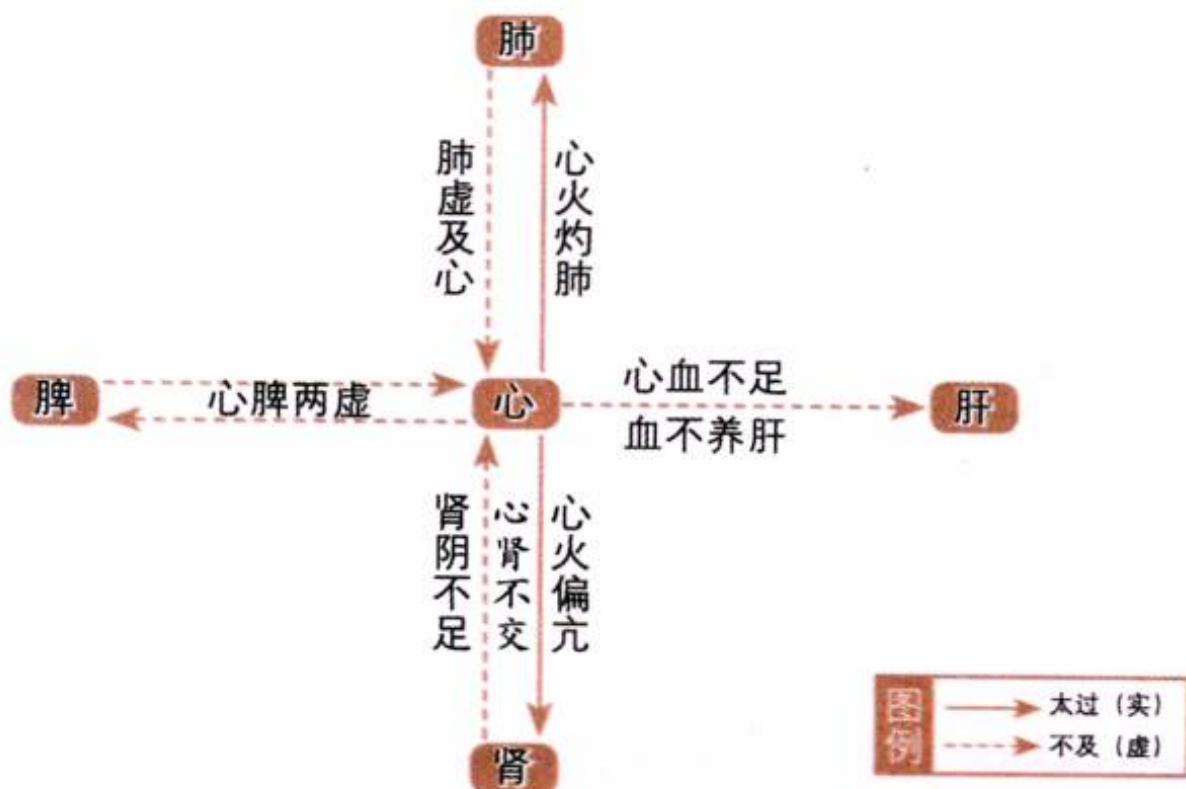 肺
肺虚及心
心火灼肺
脾
心脾两虚
心
心血不足
血不养肝
肝
肾阴不足
心肾不交
心火偏亢
肾
图例
太过（实）
不及（虚）